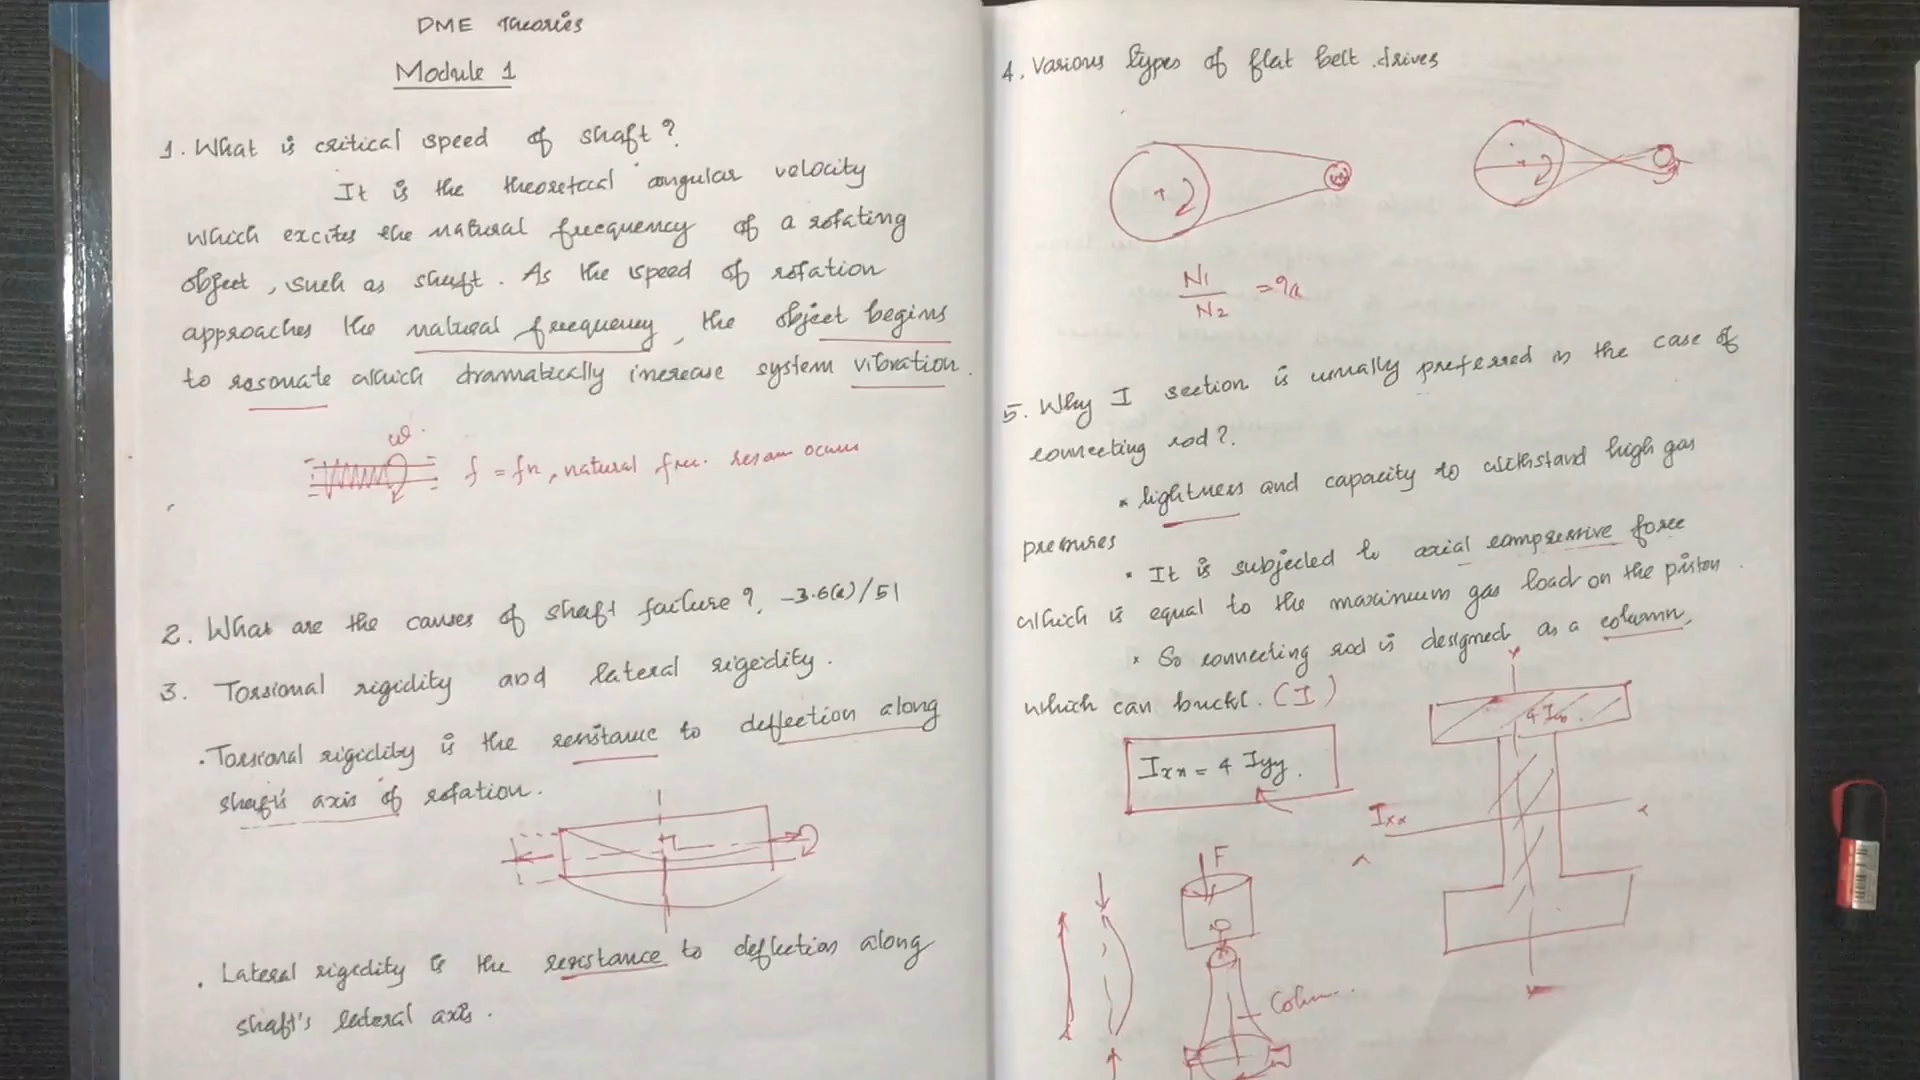 DME Theories
Module 1
1. What is critical speed of shaft?
It is the theoretical angular velocity
which excites the natural frequency of a rotating
object, such as shaft. As the speed of rotation
approaches the natural frequency, the object begins
to resonate which dramatically increase system vibration.
ω
f = fn, natural fre. reson occurs
2. What are the causes of shaft failure?, -3.6(a)/51
3. Torsional rigidity and lateral rigedity.
. Torsional rigidity is the resistance to deflection along
shaft's axis of rotation.
. Lateral rigedity is the resistance to deflection along
shaft's lateral axis.
4. Various types of flat belt drives
N1
N2
5. Why I section is usually preferred in the case of
connecting rod?.
* lightness and capacity to withstand high gas
pressures
* It is subjected to axial compressive force
which is equal to the maximum gas load on the piston.
* So connecting rod is designed as a column,
which can buckl. (I)
Y
Ixx = 4 Iyy.
Ixx
x
F
Colum